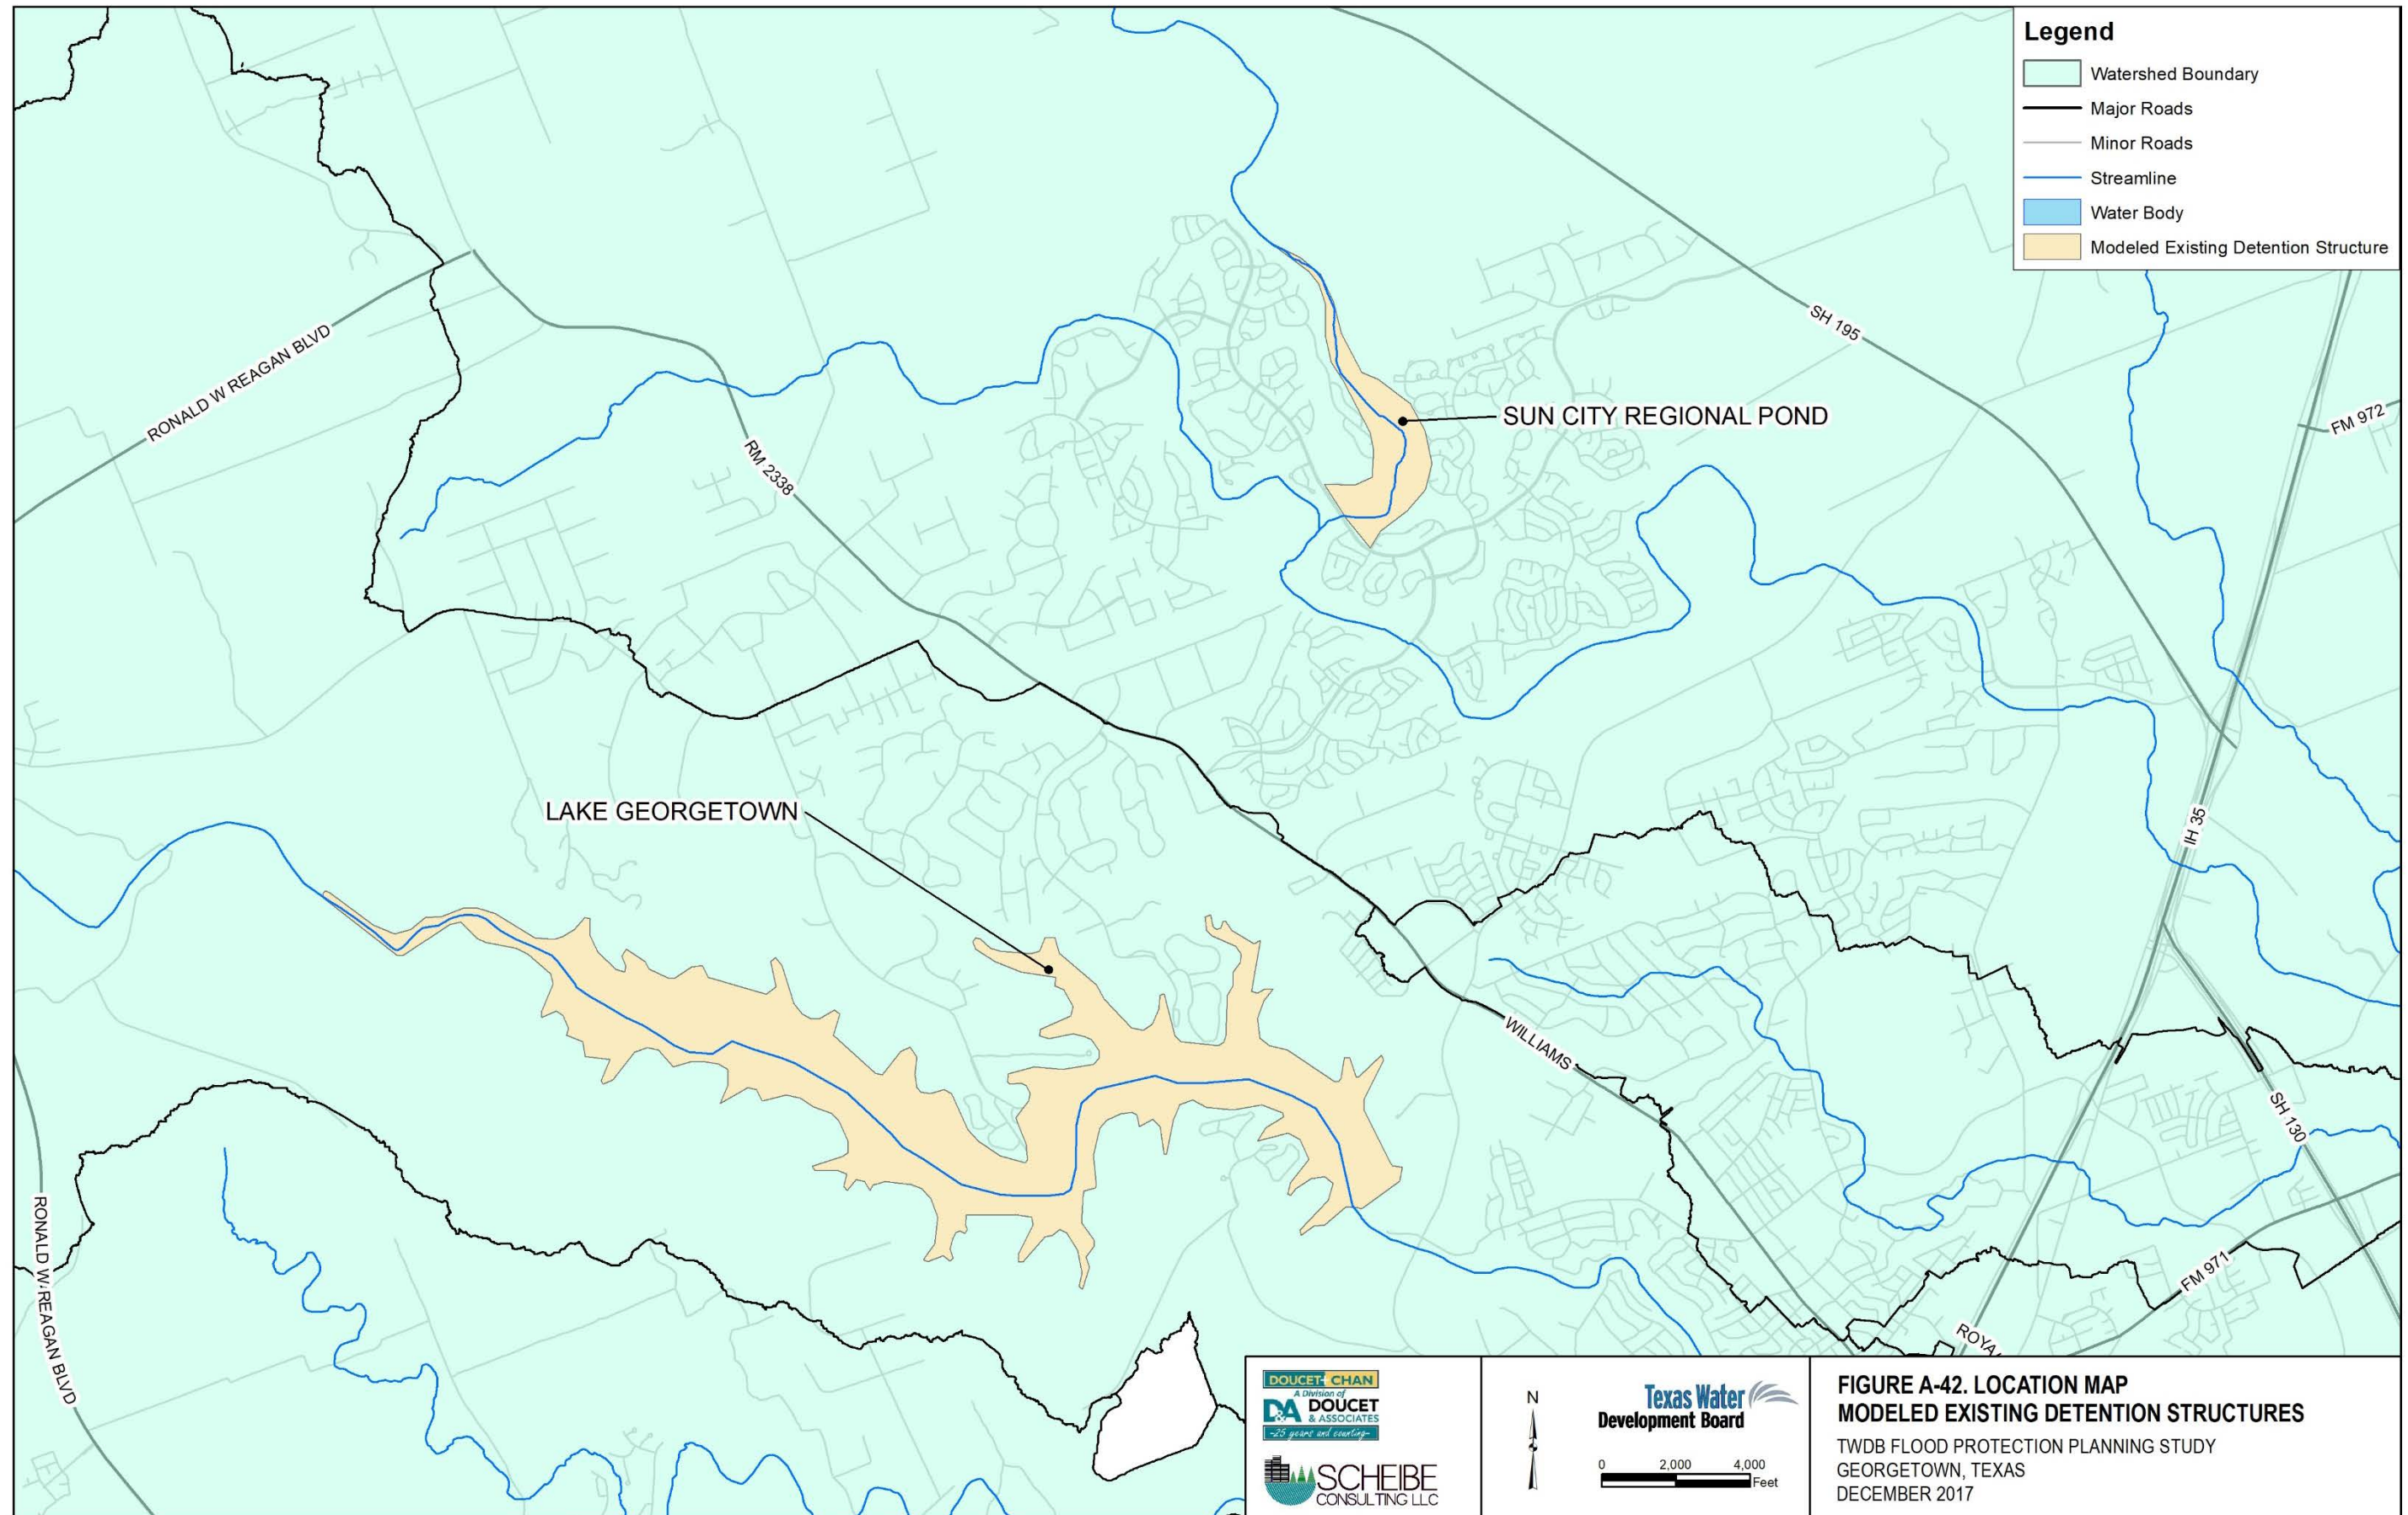 Legend
Watershed Boundary
Major Roads
Minor Roads
Streamline
Water Body
Modeled Existing Detention Structure
SH 195
RONALD W REAGAN BLVD
FM 972
SUN CITY REGIONAL POND
RM 2338
LAKE GEORGETOWN
IH 35
WILLIAMS
SH 130
RONALD W REAGAN BLVD
FM 971
DOUCET+CHAN
A Division of
D&A DOUCET
& ASSOCIATES
-25 years and counting-
SCHEIBE
CONSULTING LLC
N
Texas Water
Development Board
0 2,000 4,000
Feet
FIGURE A-42. LOCATION MAP
MODELED EXISTING DETENTION STRUCTURES
TWDB FLOOD PROTECTION PLANNING STUDY
GEORGETOWN, TEXAS
DECEMBER 2017